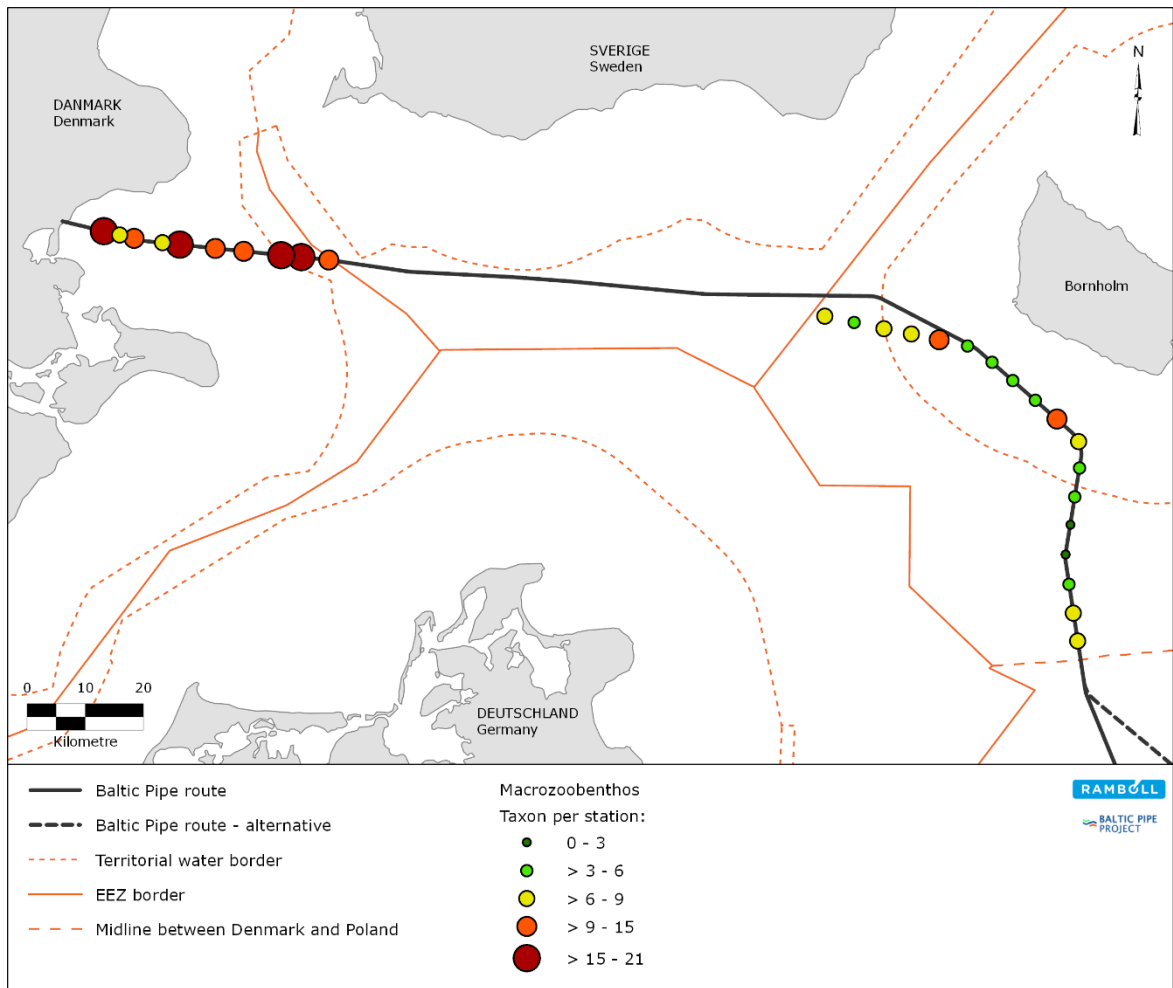 SVERIGE
Sweden
N
DANMARK
Denmark
Bornholm
0 10 20
Kilometre
DEUTSCHLAND
Germany
Baltic Pipe route
Baltic Pipe route - alternative
Territorial water border
EEZ border
Midline between Denmark and Poland
Macrozoobenthos
Taxon per station:
0 - 3
> 3 - 6
> 6 - 9
> 9 - 15
> 15 - 21
RAMBOLL
BALTIC PIPE
PROJECT